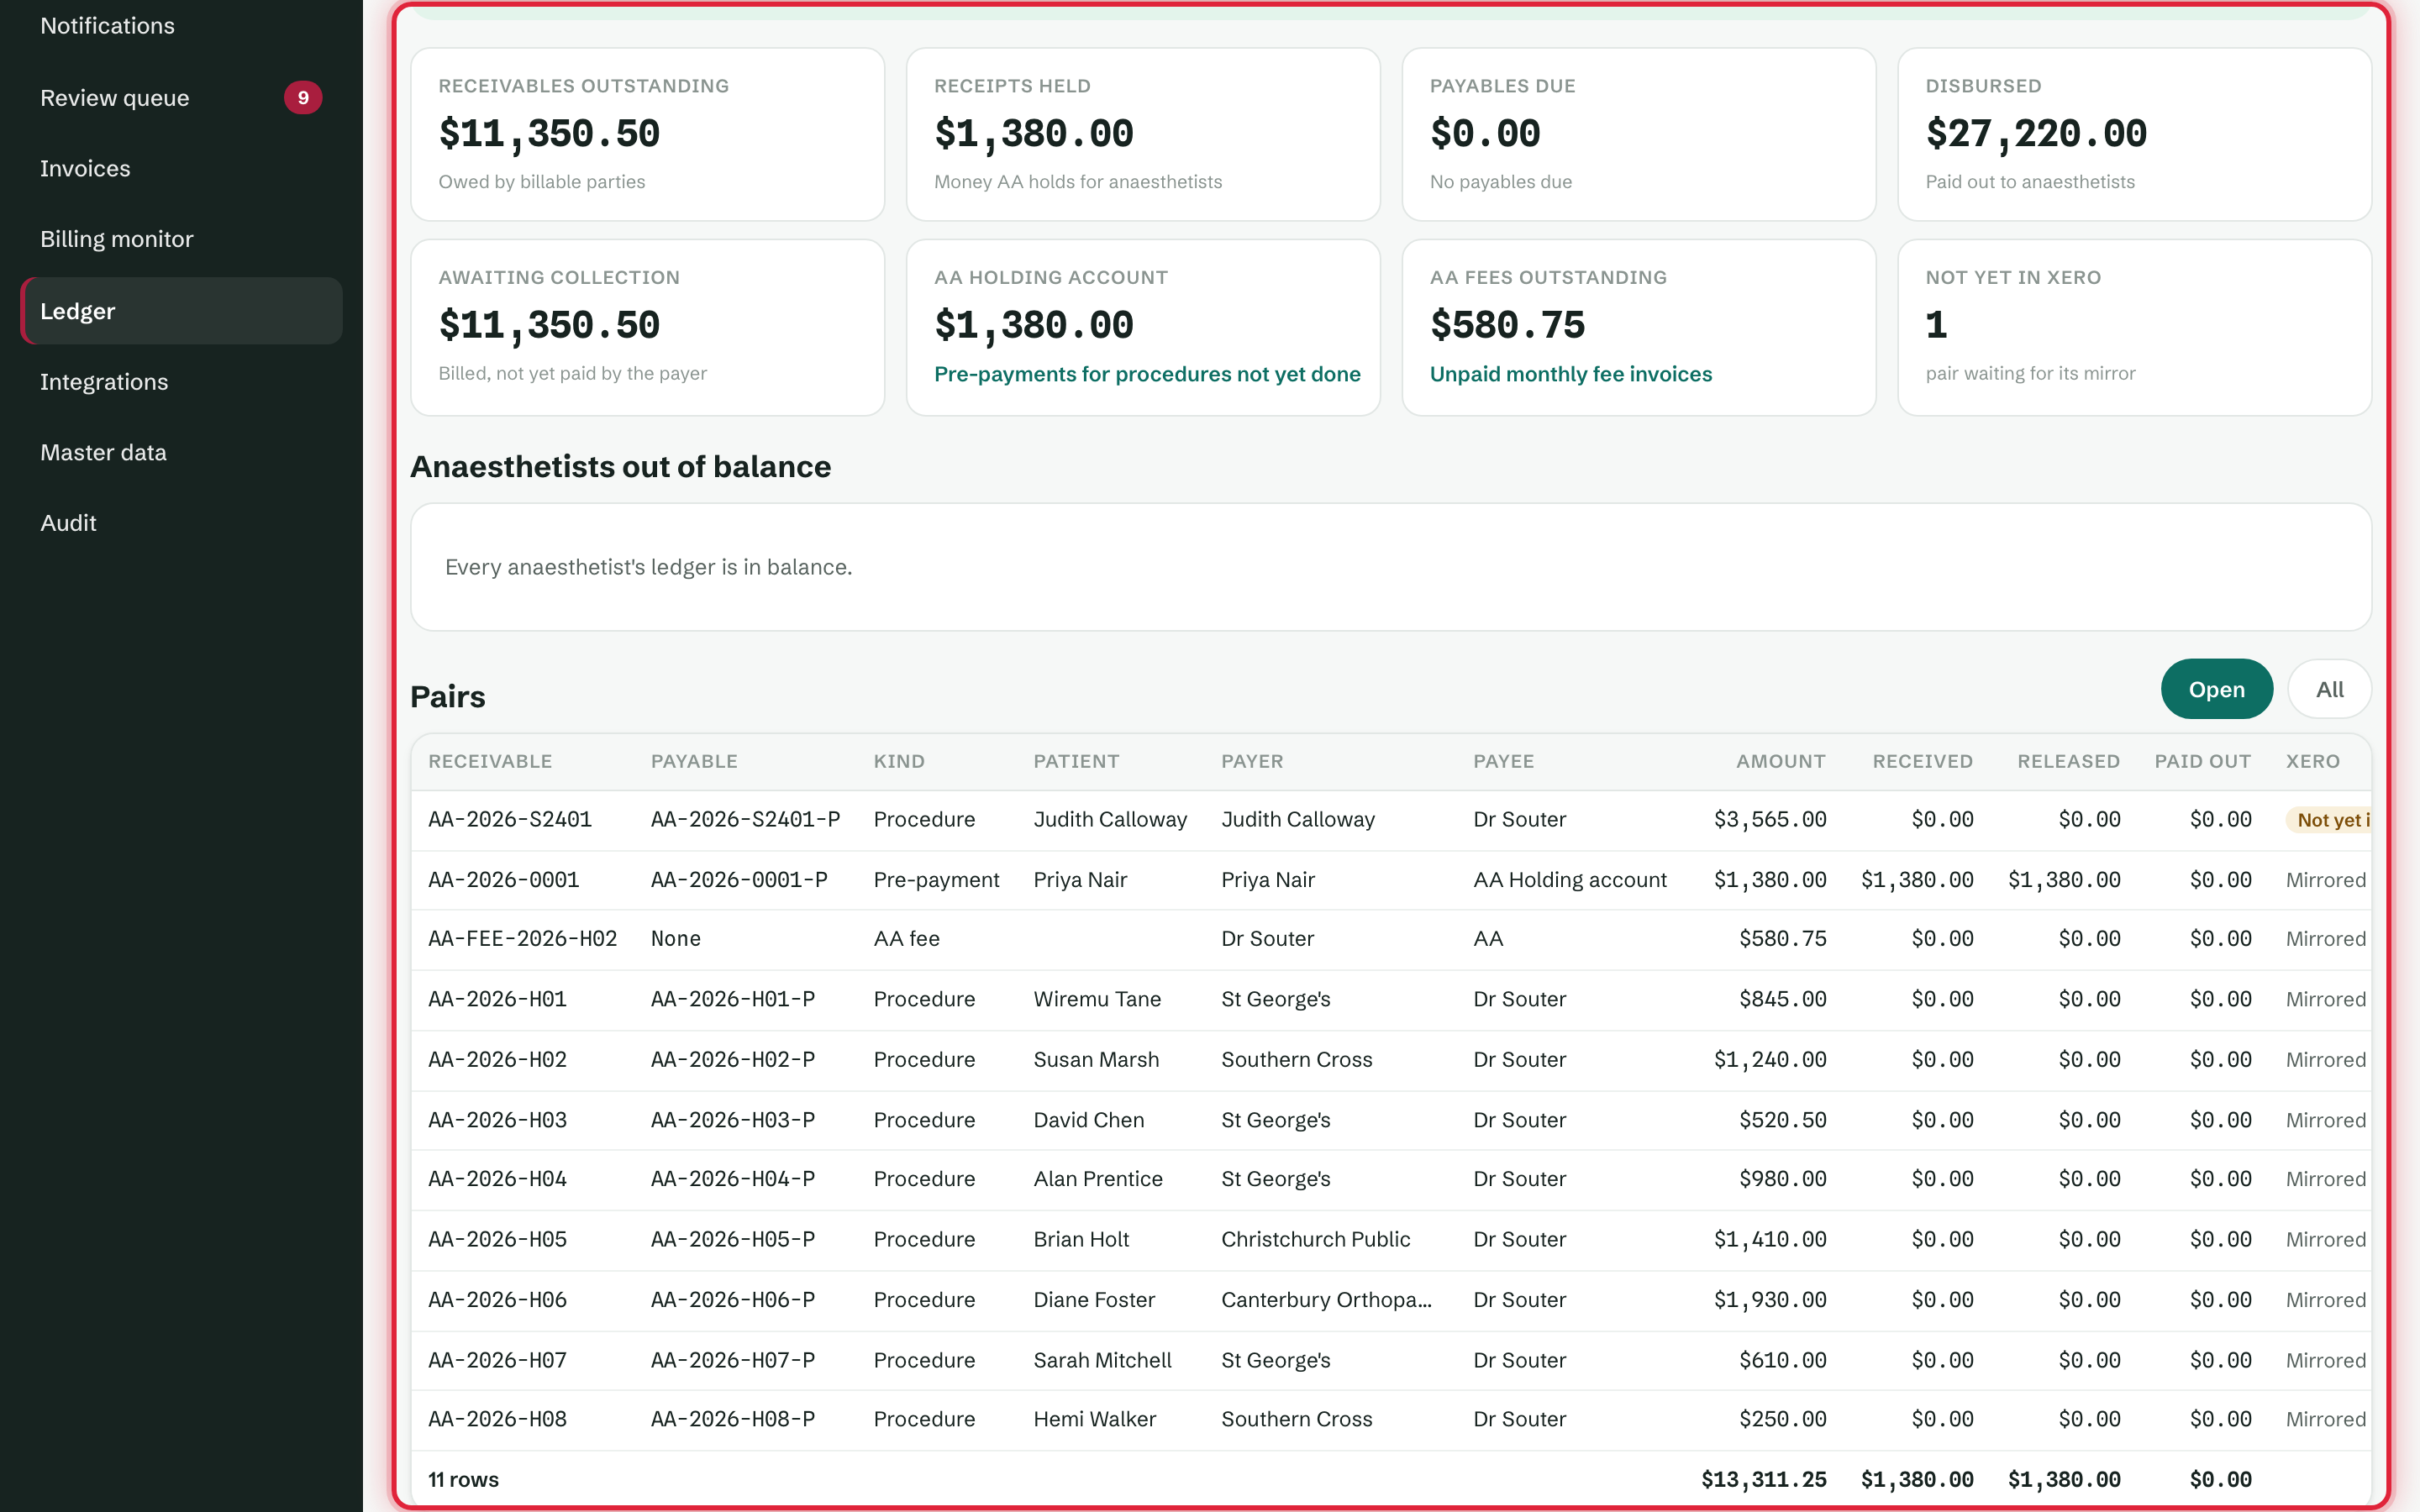 Notifications
Review queue 9
Invoices
Billing monitor
Ledger
Integrations
Master data
Audit
RECEIVABLES OUTSTANDING
$11,350.50
Owed by billable parties
RECEIPTS HELD
$1,380.00
Money AA holds for anaesthetists
PAYABLES DUE
$0.00
No payables due
DISBURSED
$27,220.00
Paid out to anaesthetists
AWAITING COLLECTION
$11,350.50
Billed, not yet paid by the payer
AA HOLDING ACCOUNT
$1,380.00
Pre-payments for procedures not yet done
AA FEES OUTSTANDING
$580.75
Unpaid monthly fee invoices
NOT YET IN XERO
1
pair waiting for its mirror
Anaesthetists out of balance
Every anaesthetist's ledger is in balance.
Pairs
Open All
RECEIVABLE PAYABLE KIND PATIENT PAYER PAYEE AMOUNT RECEIVED RELEASED PAID OUT XERO
AA-2026-S2401 AA-2026-S2401-P Procedure Judith Calloway Judith Calloway Dr Souter $3,565.00 $0.00 $0.00 $0.00 Not yet i
AA-2026-0001 AA-2026-0001-P Pre-payment Priya Nair Priya Nair AA Holding account $1,380.00 $1,380.00 $1,380.00 $0.00 Mirrored
AA-FEE-2026-H02 None AA fee Dr Souter AA $580.75 $0.00 $0.00 $0.00 Mirrored
AA-2026-H01 AA-2026-H01-P Procedure Wiremu Tane St George's Dr Souter $845.00 $0.00 $0.00 $0.00 Mirrored
AA-2026-H02 AA-2026-H02-P Procedure Susan Marsh Southern Cross Dr Souter $1,240.00 $0.00 $0.00 $0.00 Mirrored
AA-2026-H03 AA-2026-H03-P Procedure David Chen St George's Dr Souter $520.50 $0.00 $0.00 $0.00 Mirrored
AA-2026-H04 AA-2026-H04-P Procedure Alan Prentice St George's Dr Souter $980.00 $0.00 $0.00 $0.00 Mirrored
AA-2026-H05 AA-2026-H05-P Procedure Brian Holt Christchurch Public Dr Souter $1,410.00 $0.00 $0.00 $0.00 Mirrored
AA-2026-H06 AA-2026-H06-P Procedure Diane Foster Canterbury Orthopa... Dr Souter $1,930.00 $0.00 $0.00 $0.00 Mirrored
AA-2026-H07 AA-2026-H07-P Procedure Sarah Mitchell St George's Dr Souter $610.00 $0.00 $0.00 $0.00 Mirrored
AA-2026-H08 AA-2026-H08-P Procedure Hemi Walker Southern Cross Dr Souter $250.00 $0.00 $0.00 $0.00 Mirrored
11 rows $13,311.25 $1,380.00 $1,380.00 $0.00